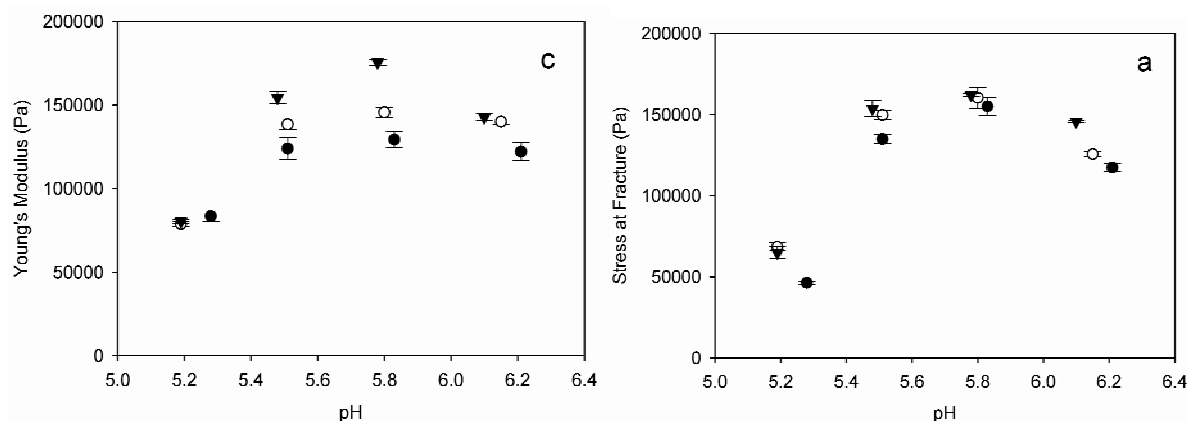 200000
c
150000
100000
50000
0
Young's Modulus (Pa)
5.0 5.2 5.4 5.6 5.8 6.0 6.2 6.4
pH
200000
a
150000
100000
50000
0
Stress at Fracture (Pa)
5.0 5.2 5.4 5.6 5.8 6.0 6.2 6.4
pH